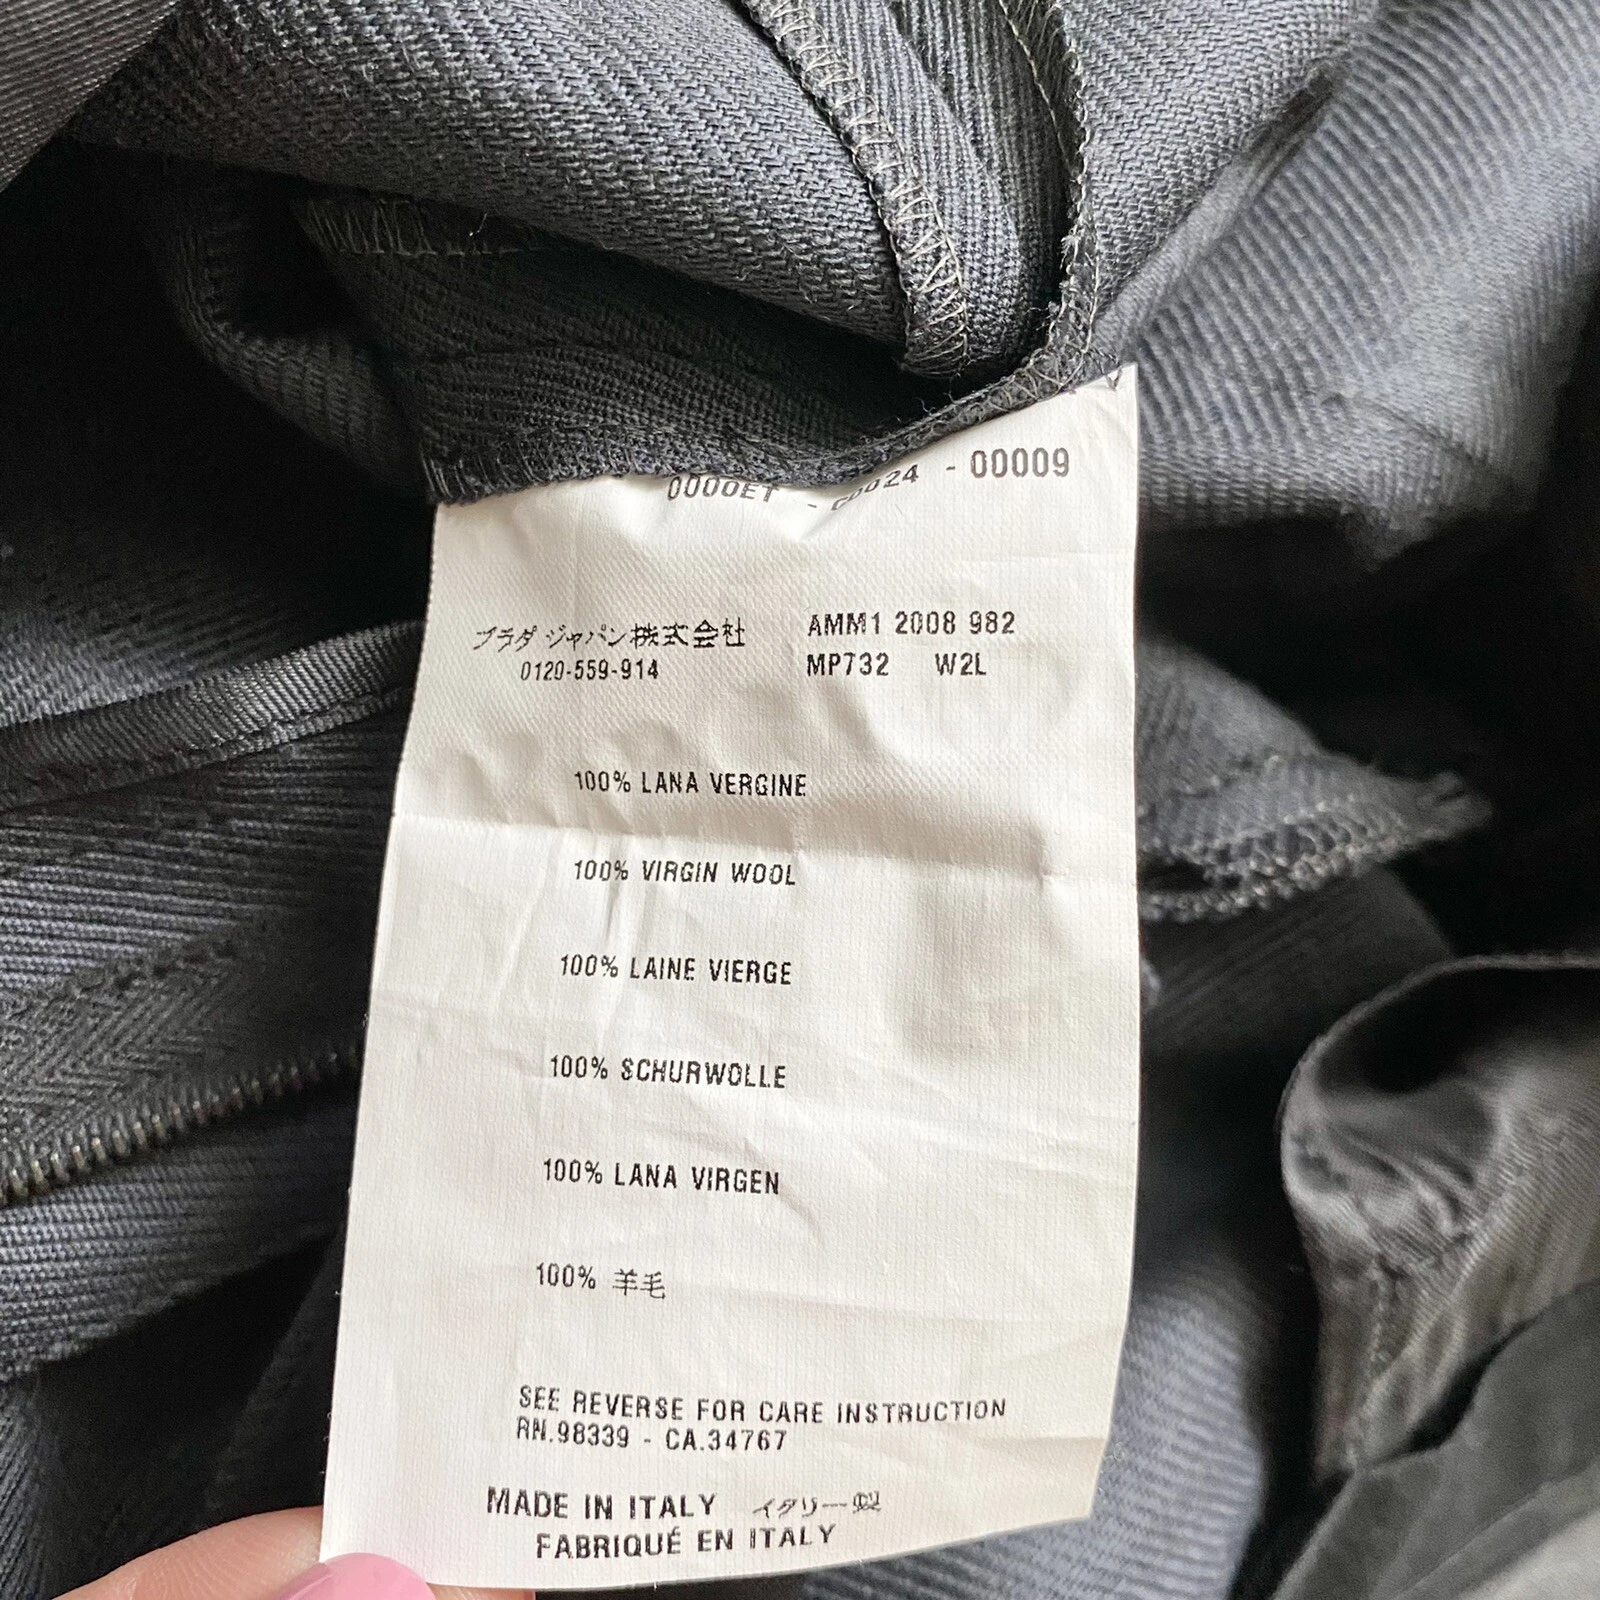 0000ET - G0024 - 00009
プラダ ジャパン株式会社
0120-559-914
AMM1 2008 982
MP732 W2L
100% LANA VERGINE
100% VIRGIN WOOL
100% LAINE VIERGE
100% SCHURWOLLE
100% LANA VIRGEN
100% 羊毛
SEE REVERSE FOR CARE INSTRUCTION
RN.98339 - CA.34767
MADE IN ITALY イタリー製
FABRIQUÉ EN ITALY